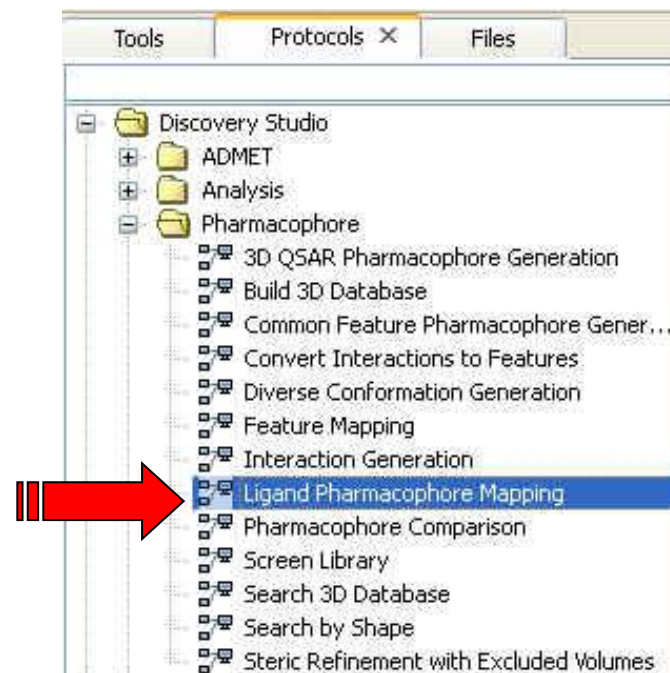 Tools Protocols × Files
Discovery Studio
ADMET
Analysis
Pharmacophore
3D QSAR Pharmacophore Generation
Build 3D Database
Common Feature Pharmacophore Gener...
Convert Interactions to Features
Diverse Conformation Generation
Feature Mapping
Interaction Generation
Ligand Pharmacophore Mapping
Pharmacophore Comparison
Screen Library
Search 3D Database
Search by Shape
Steric Refinement with Excluded Volumes